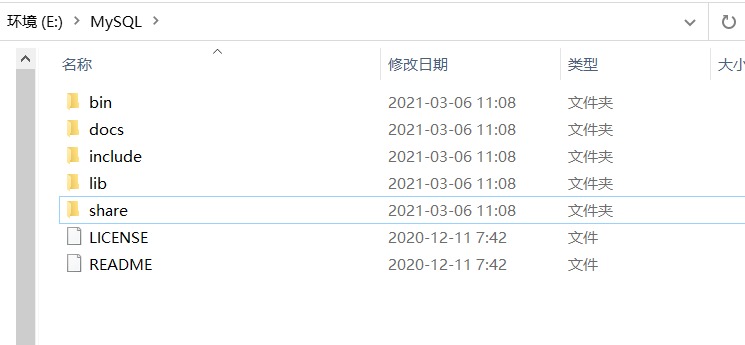 环境 (E:) MySQL
名称 修改日期 类型 大小
bin 2021-03-06 11:08 文件夹
docs 2021-03-06 11:08 文件夹
include 2021-03-06 11:08 文件夹
lib 2021-03-06 11:08 文件夹
share 2021-03-06 11:08 文件夹
LICENSE 2020-12-11 7:42 文件
README 2020-12-11 7:42 文件